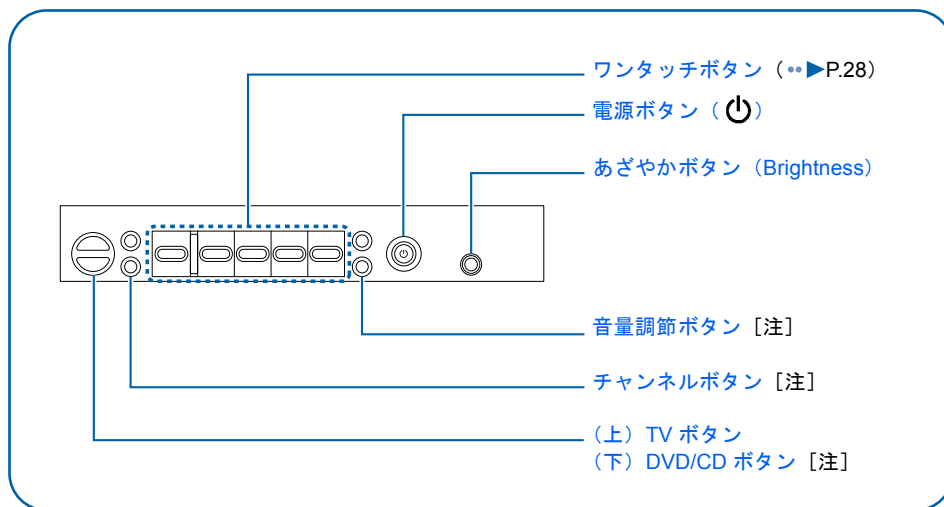 ワンタッチボタン（P.28）
電源ボタン（）
あざやかボタン（Brightness）
音量調節ボタン［注］
チャンネルボタン［注］
（上）TV ボタン
（下）DVD/CD ボタン［注］